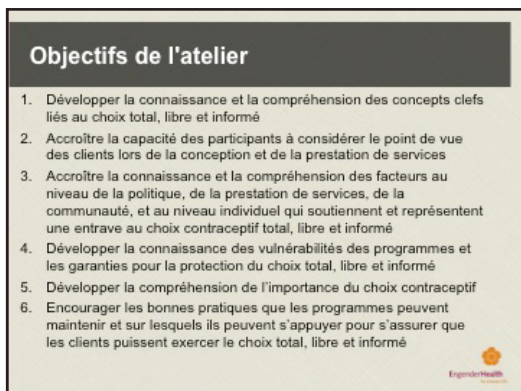 Objectifs de l'atelier
1. Développer la connaissance et la compréhension des concepts clefs
liés au choix total, libre et informé
2. Accroître la capacité des participants à considérer le point de vue
des clients lors de la conception et de la prestation de services
3. Accroître la connaissance et la compréhension des facteurs au
niveau de la politique, de la prestation de services, de la
communauté, et au niveau individuel qui soutiennent et représentent
une entrave au choix contraceptif total, libre et informé
4. Développer la connaissance des vulnérabilités des programmes et
les garanties pour la protection du choix total, libre et informé
5. Développer la compréhension de l'importance du choix contraceptif
6. Encourager les bonnes pratiques que les programmes peuvent
maintenir et sur lesquels ils peuvent s'appuyer pour s'assurer que
les clients puissent exercer le choix total, libre et informé
EngenderHealth